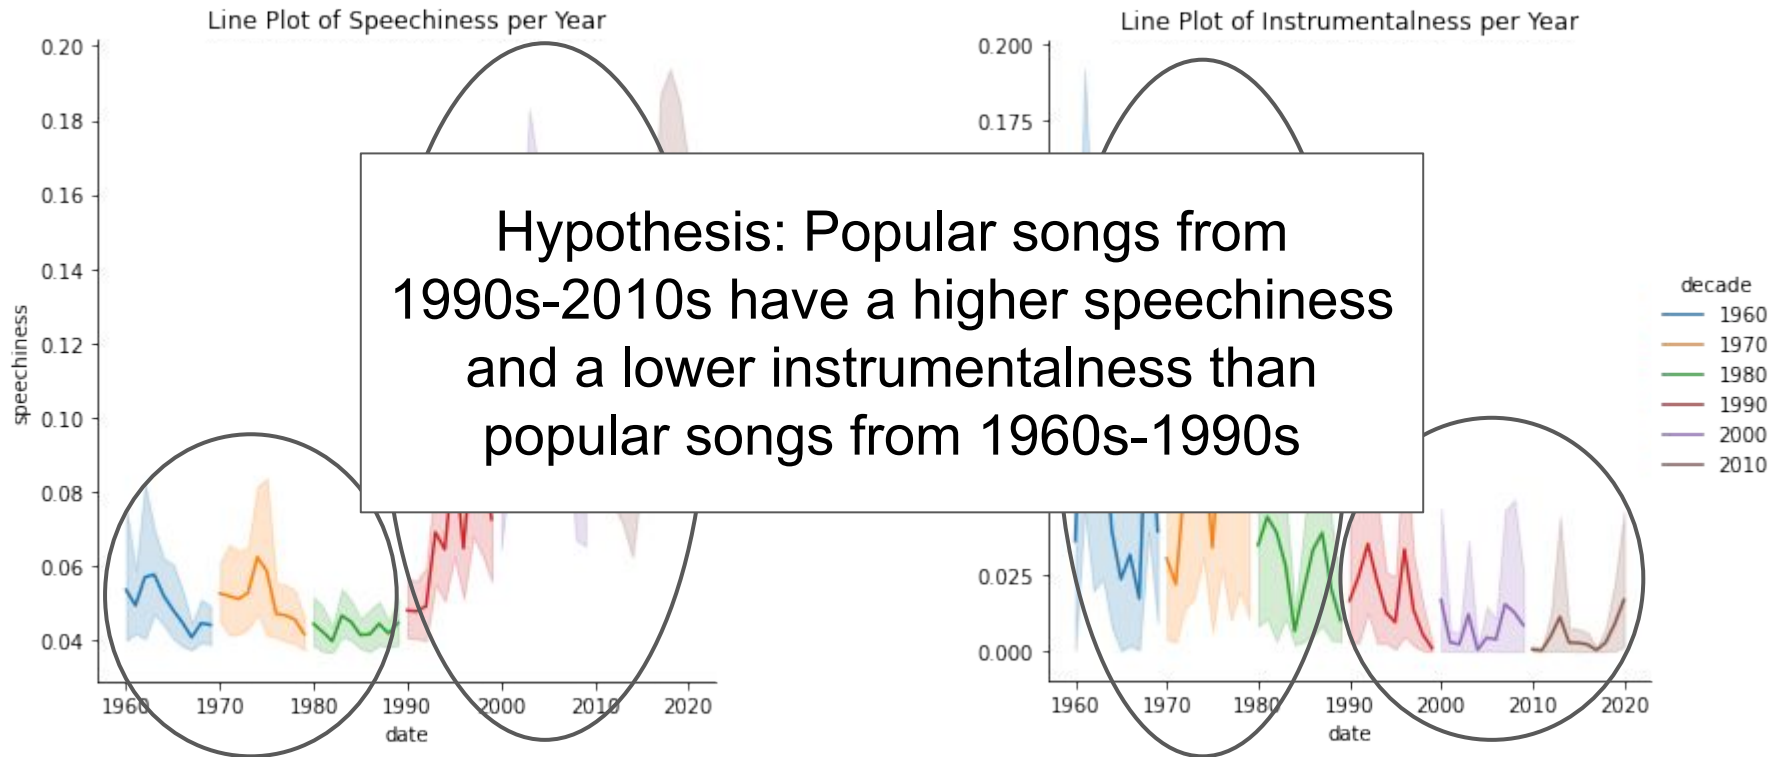 Line Plot of Speechiness per Year
0.20
0.18
0.16
0.14
0.12
0.10
0.08
0.06
0.04
speechiness
1960 1970 1980 1990 2000 2010 2020
date
Line Plot of Instrumentalness per Year
0.200
0.175
0.025
0.000
1960 1970 1980 1990 2000 2010 2020
date
Hypothesis: Popular songs from
1990s-2010s have a higher speechiness
and a lower instrumentalness than
popular songs from 1960s-1990s
decade
1960
1970
1980
1990
2000
2010